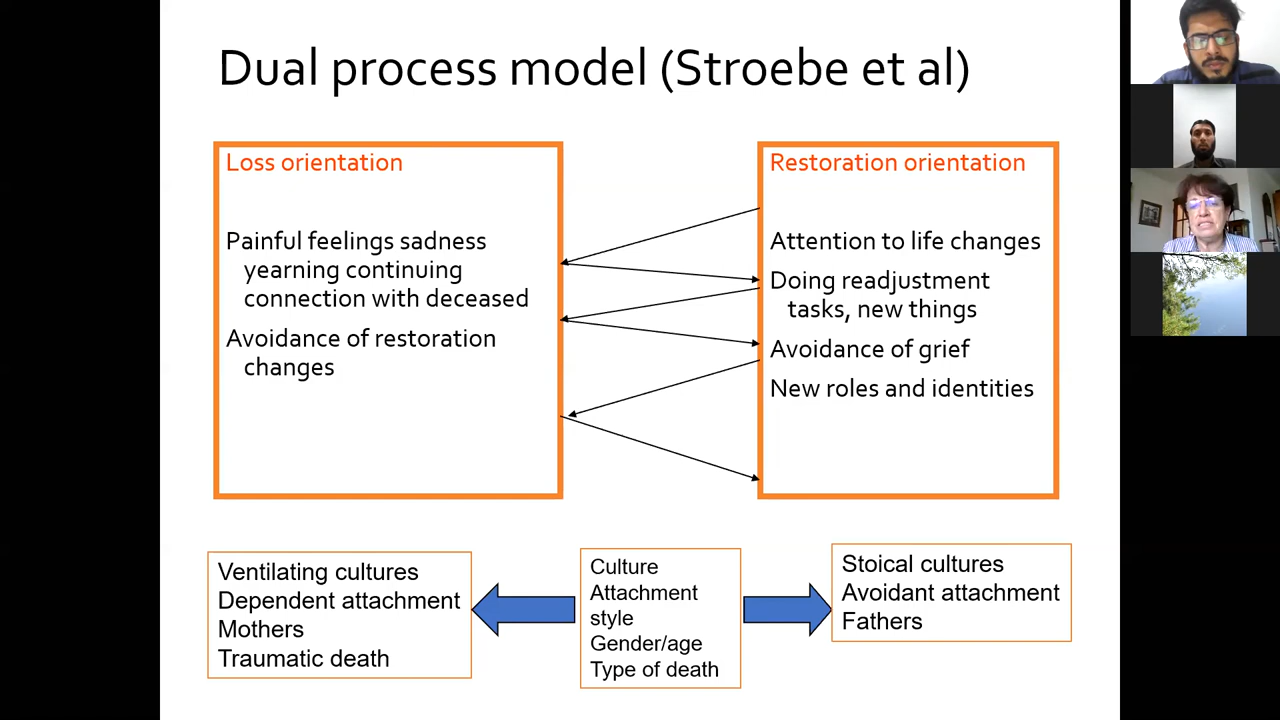 Dual process model (Stroebe et al)
Loss orientation
Painful feelings sadness
yearning continuing
connection with deceased
Avoidance of restoration
changes
Restoration orientation
Attention to life changes
Doing readjustment
tasks, new things
Avoidance of grief
New roles and identities
Ventilating cultures
Dependent attachment
Mothers
Traumatic death
Culture
Attachment
style
Gender/age
Type of death
Stoical cultures
Avoidant attachment
Fathers